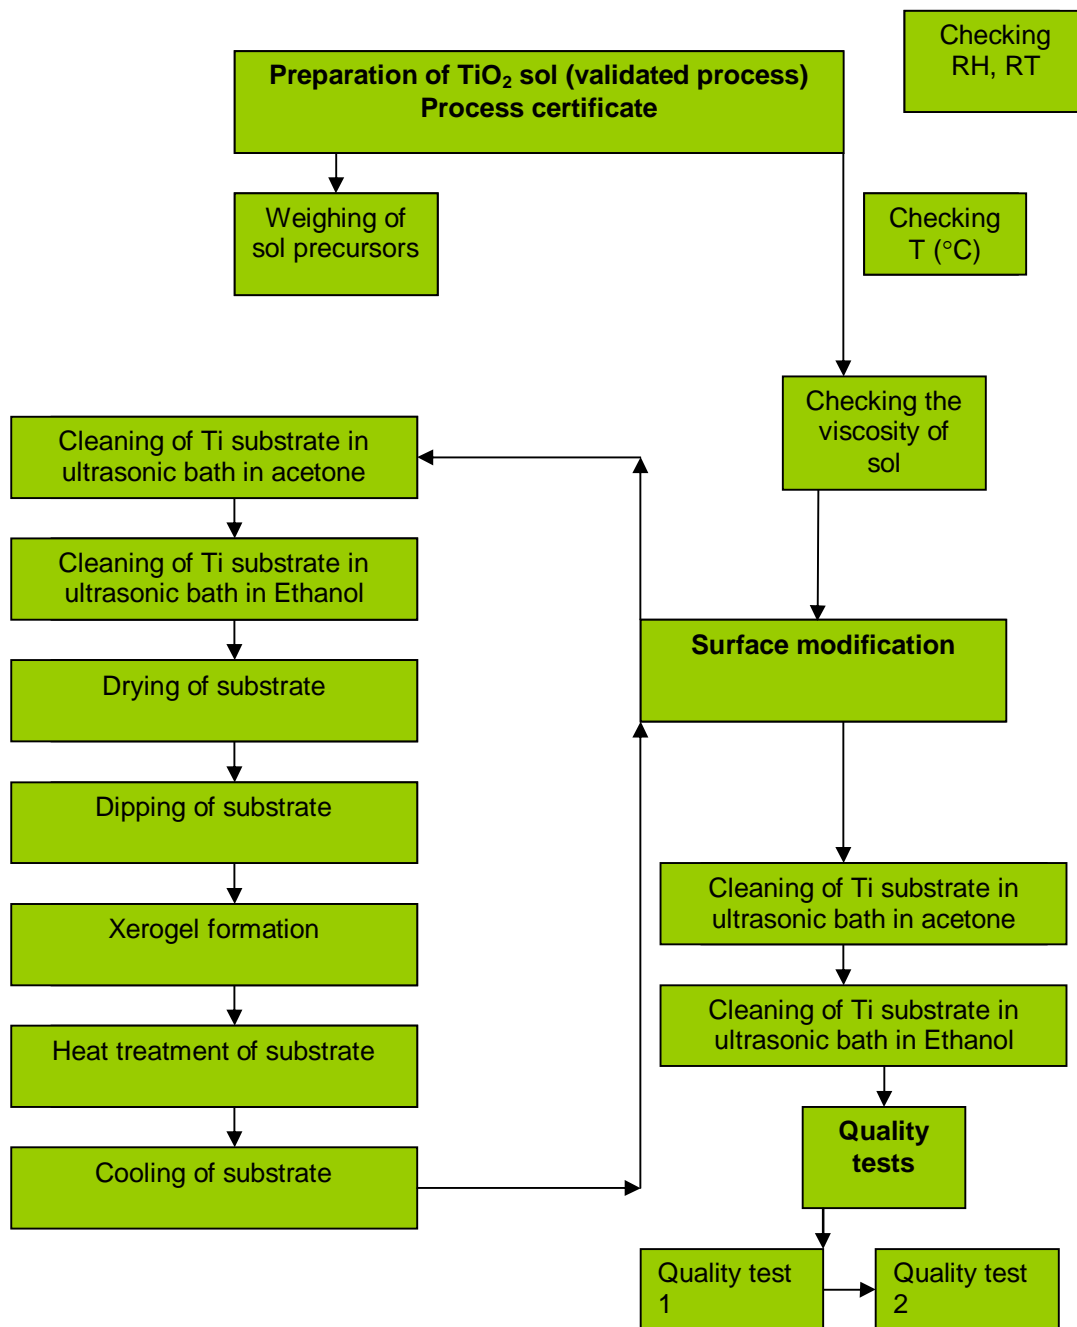 Checking
RH, RT
Preparation of TiO₂ sol (validated process)
Process certificate
Weighing of
sol precursors
Checking
T (°C)
Checking the
viscosity of
sol
Cleaning of Ti substrate in
ultrasonic bath in acetone
Cleaning of Ti substrate in
ultrasonic bath in Ethanol
Drying of substrate
Dipping of substrate
Xerogel formation
Heat treatment of substrate
Cooling of substrate
Surface modification
Cleaning of Ti substrate in
ultrasonic bath in acetone
Cleaning of Ti substrate in
ultrasonic bath in Ethanol
Quality
tests
Quality test
1
Quality test
2